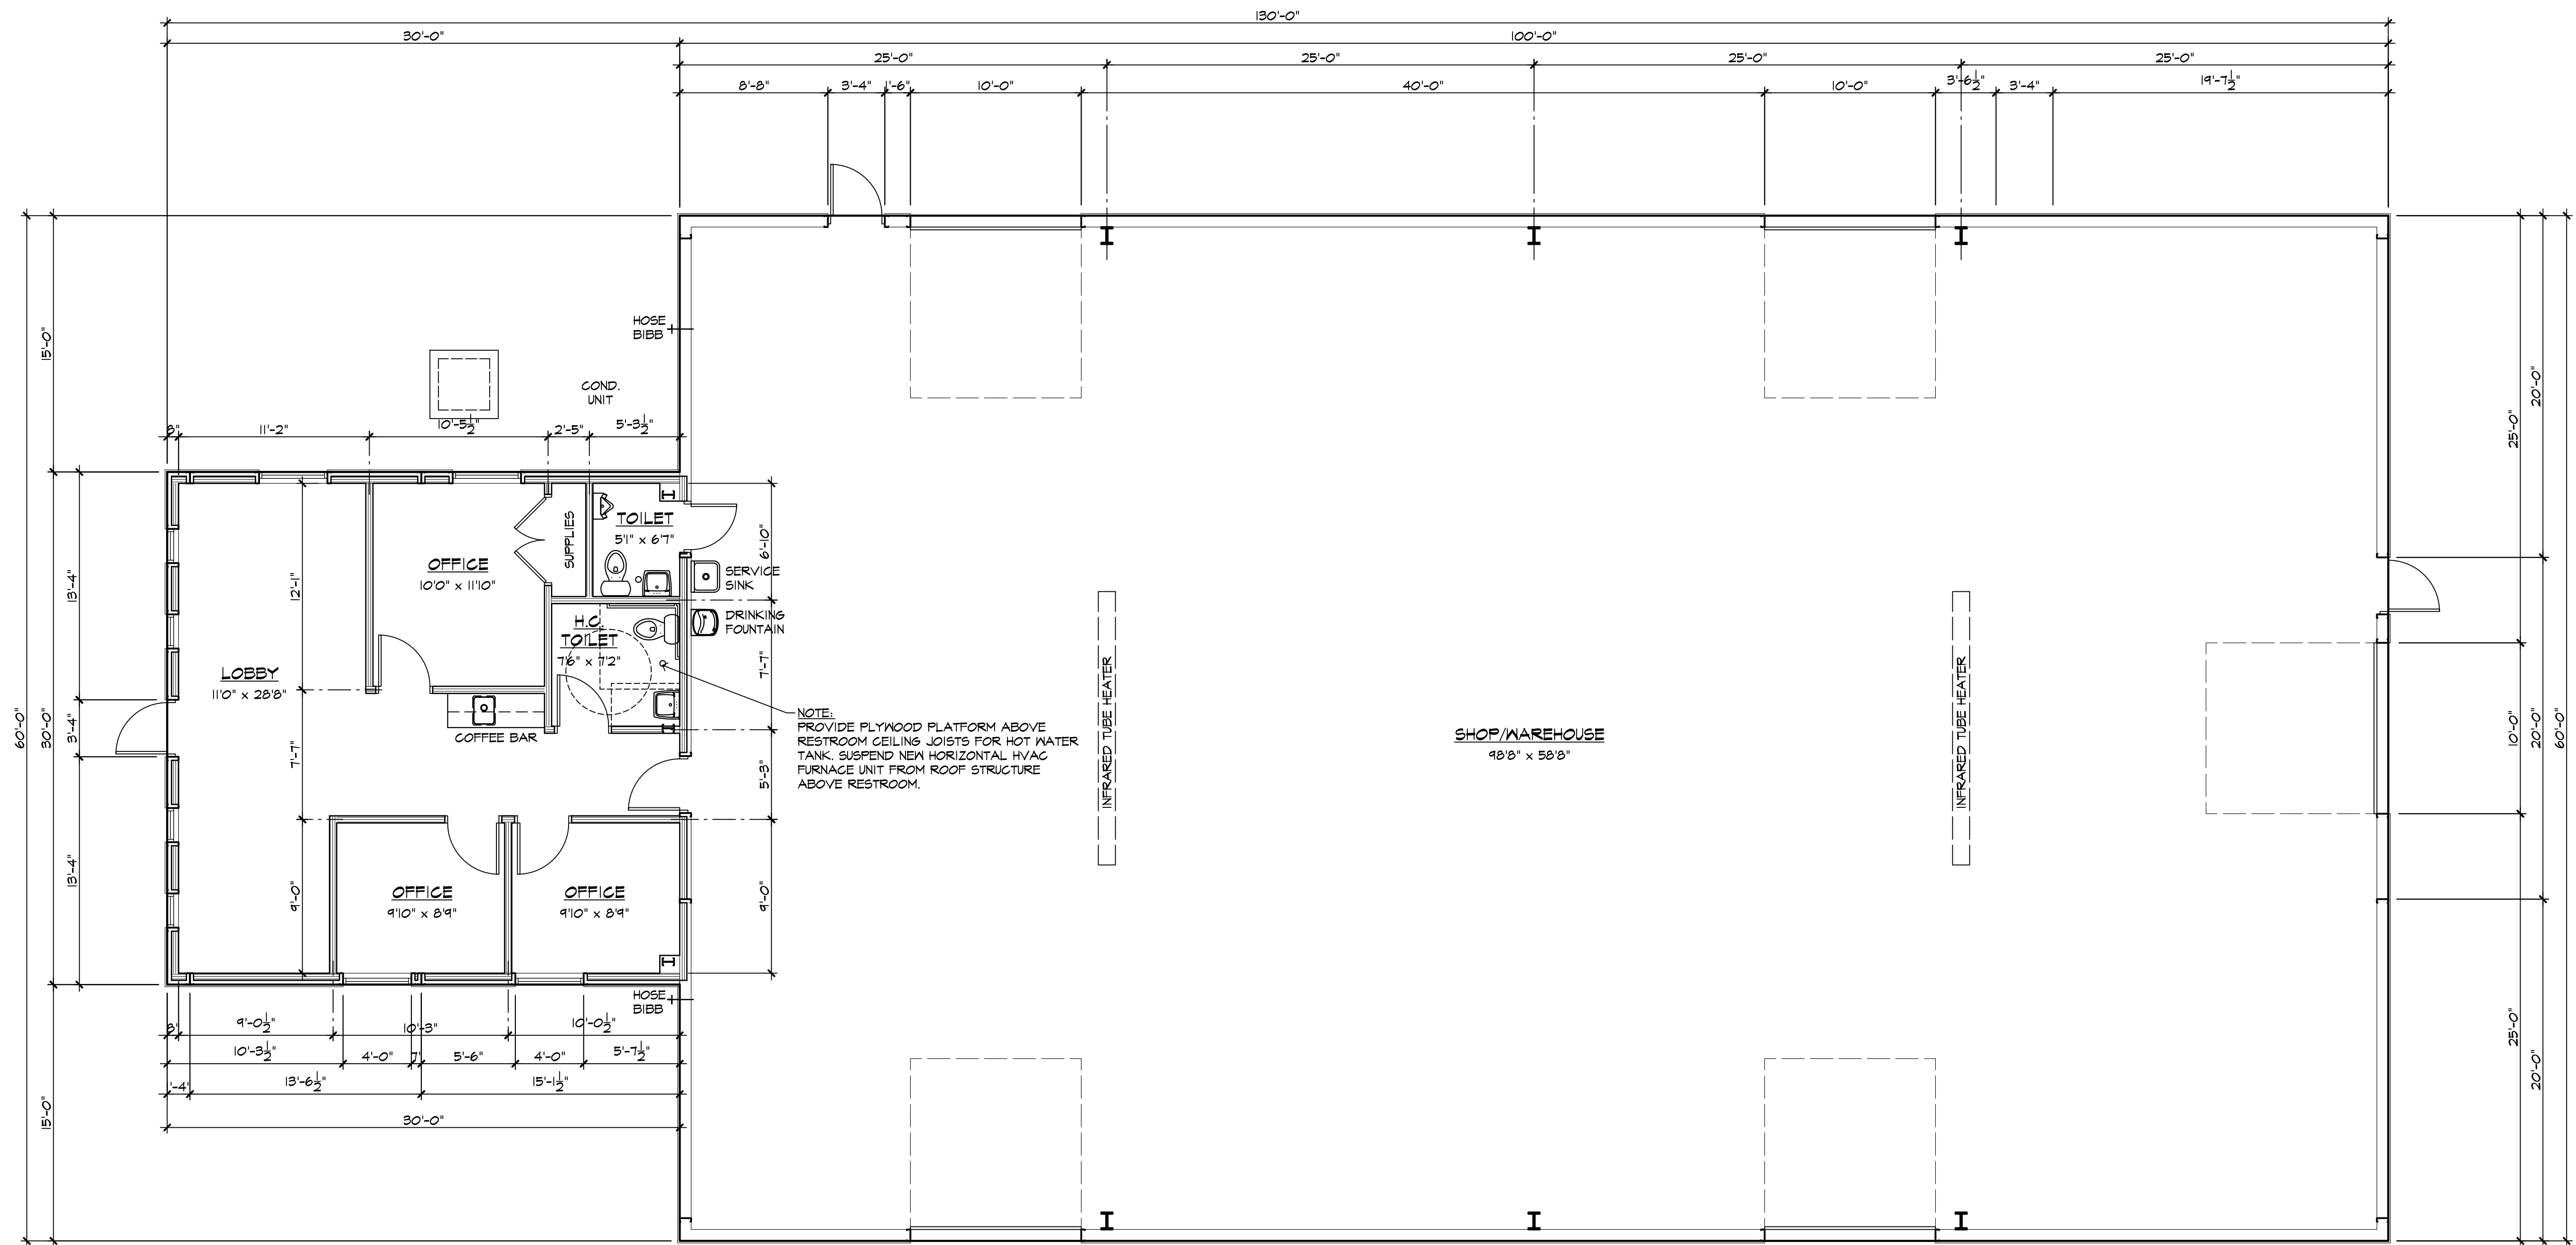 130'-0"
30'-0"
100'-0"
25'-0"
25'-0"
25'-0"
25'-0"
8'-8"
3'-4"
1'-6"
10'-0"
40'-0"
10'-0"
3'-6½"
3'-4"
19'-7½"
HOSE
BIBB
COND.
UNIT
8"
11'-2"
10'-5½"
2'-5"
5'-3½"
60'-0"
15'-0"
30'-0"
15'-0"
13'-4"
3'-4"
13'-4"
12'-1"
7'-7"
9'-0"
LOBBY
11'0" x 28'8"
OFFICE
10'0" x 11'10"
SUPPLIES
TOILET
5'1" x 6'7"
H.C.
TOILET
7'6" x 7'2"
COFFEE BAR
OFFICE
9'10" x 8'9"
OFFICE
9'10" x 8'9"
SERVICE
SINK
DRINKING
FOUNTAIN
6'-10"
7'-7"
5'-3"
9'-0"
NOTE:
PROVIDE PLYWOOD PLATFORM ABOVE
RESTROOM CEILING JOISTS FOR HOT WATER
TANK. SUSPEND NEW HORIZONTAL HVAC
FURNACE UNIT FROM ROOF STRUCTURE
ABOVE RESTROOM.
INFRARED TUBE HEATER
SHOP/WAREHOUSE
98'8" x 58'8"
INFRARED TUBE HEATER
25'-0"
10'-0"
25'-0"
20'-0"
20'-0"
20'-0"
60'-0"
HOSE
BIBB
8"
9'-0½"
10'-3"
10'-0½"
10'-3½"
4'-0"
7"
5'-6"
4'-0"
5'-7½"
1'-4"
13'-6½"
15'-1½"
30'-0"